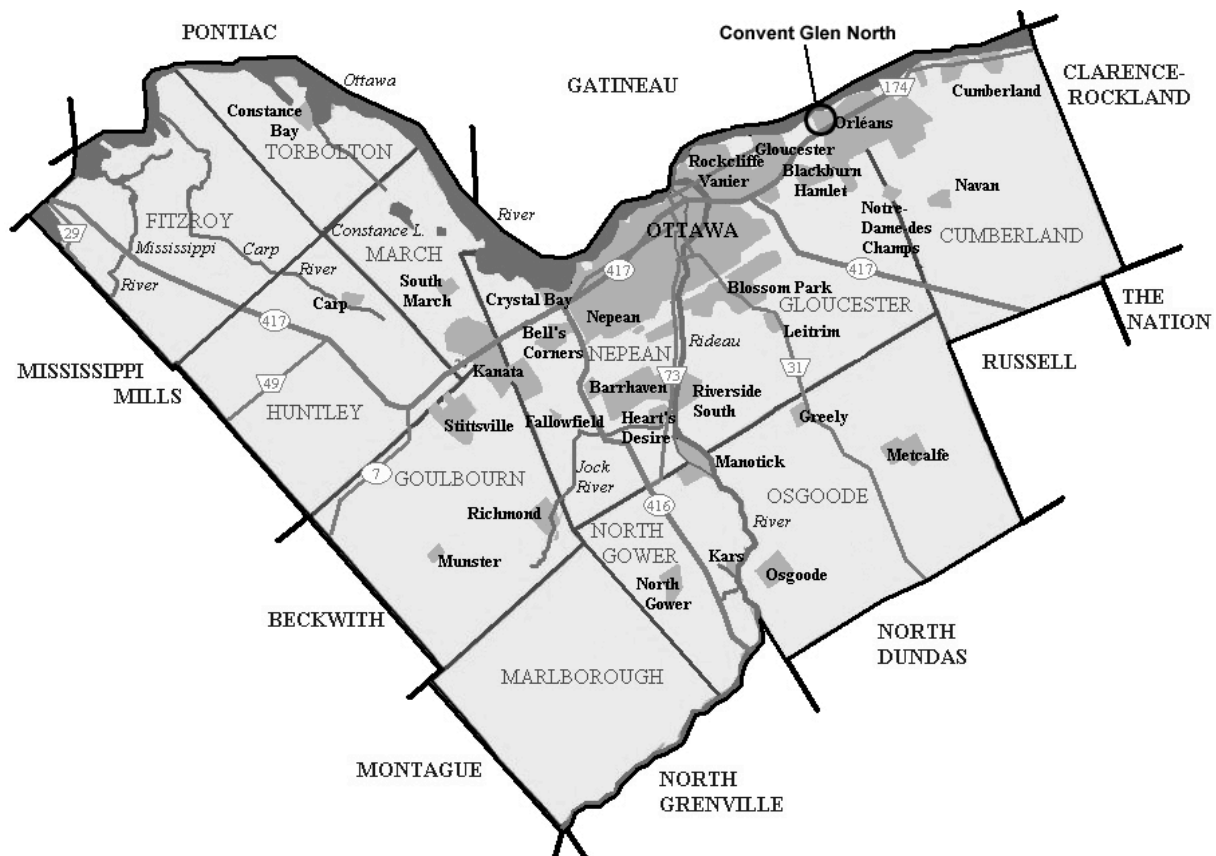 PONTIAC
Convent Glen North
Ottawa
GATINEAU
CLARENCE-
ROCKLAND
174
Cumberland
Constance
Bay
TORBOLTON
Orléans
Gloucester
Rockcliffe
Vanier
Blackburn
Hamlet
Navan
Notre-
Dame-des
Champs
CUMBERLAND
FITZROY
29
Mississippi
River
Carp
River
Constance L.
MARCH
River
OTTAWA
417
417
South
March
Crystal Bay
Blossom Park
GLOUCESTER
THE
NATION
Carp
417
Nepean
Bell's
Corners
NEPEAN
Rideau
Leitrim
RUSSELL
MISSISSIPPI
MILLS
49
HUNTLEY
Kanata
Barrhaven
73
Riverside
South
31
Stittsville
Fallowfield
Heart's
Desire
Greely
Metcalfe
7
GOULBOURN
Jock
River
Manotick
OSGOODE
Richmond
416
River
NORTH
GOWER
Munster
Kars
Osgoode
North
Gower
BECKWITH
NORTH
DUNDAS
MARLBOROUGH
MONTAGUE
NORTH
GRENVILLE